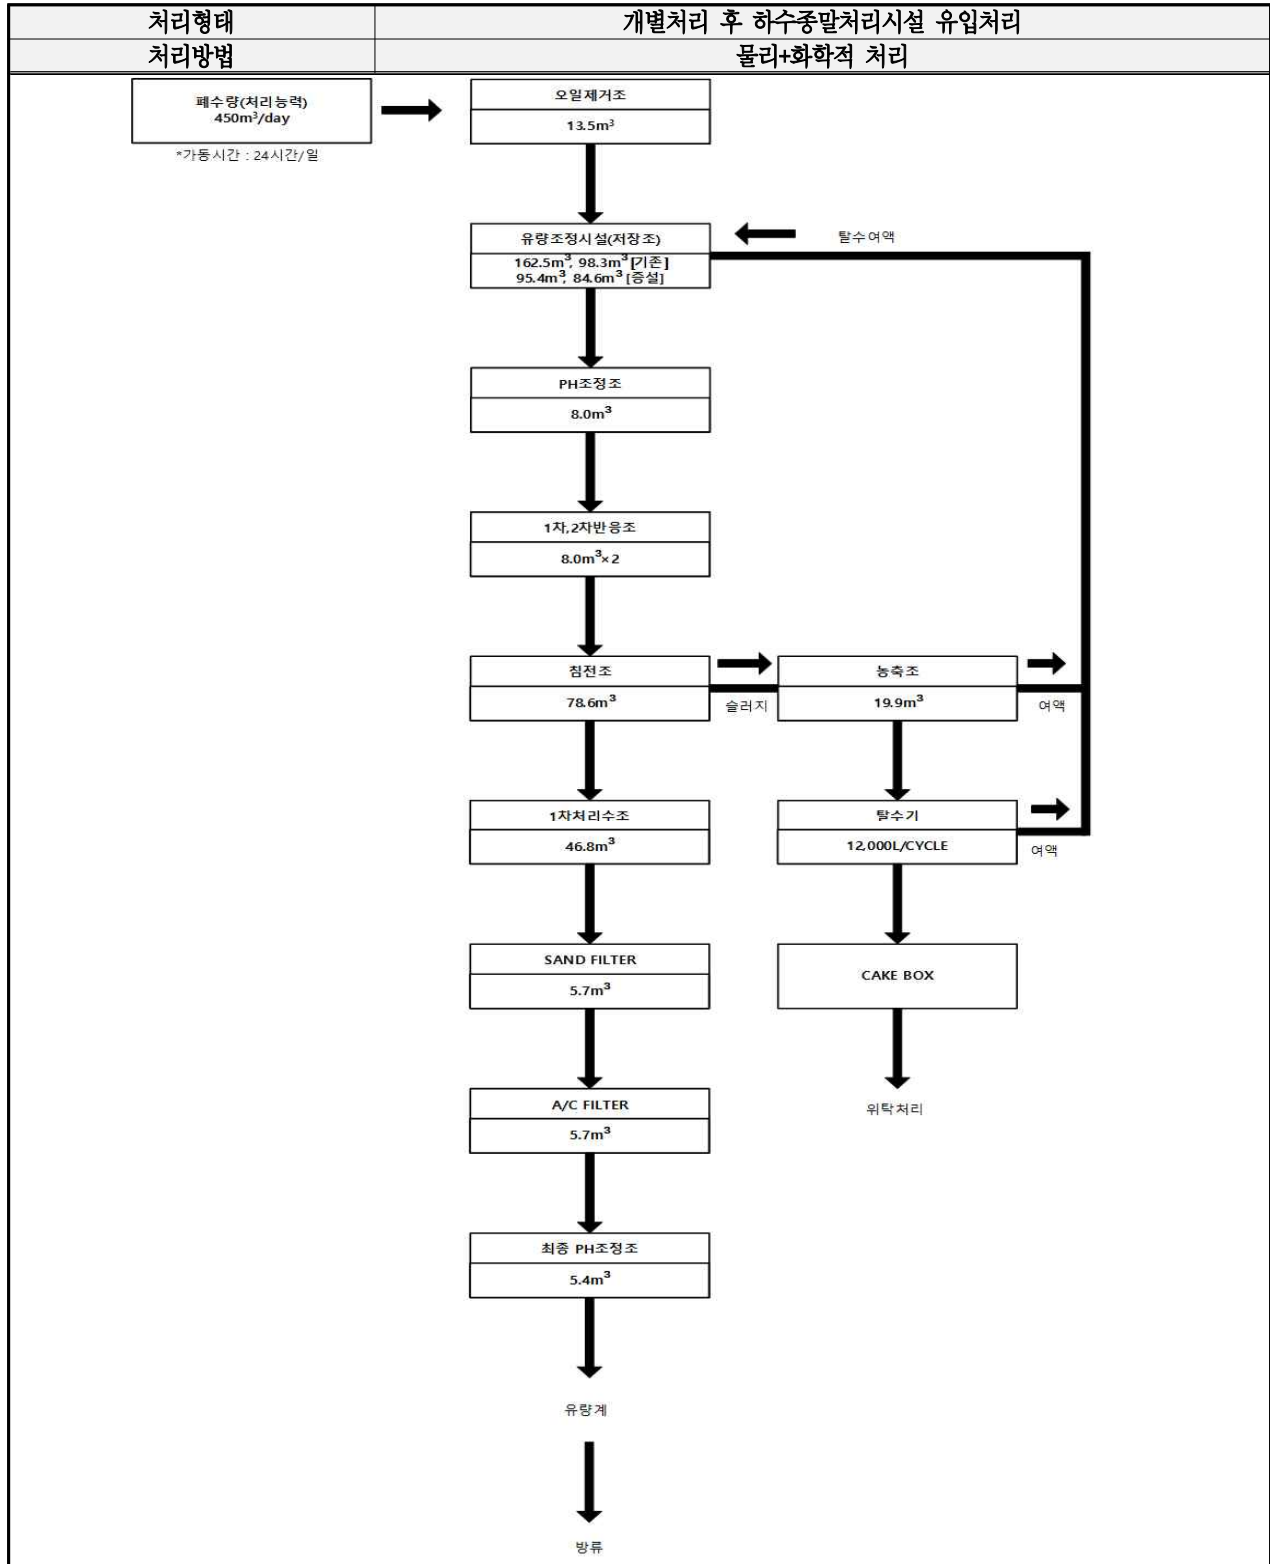 처리형태
개별처리 후 하수종말처리시설 유입처리
처리방법
물리+화학적 처리
폐수량(처리능력)
450m³/day
*가동시간 : 24시간/일
오일제거조
13.5m³
유량조정시설(저장조)
162.5m³, 98.3m³ [기존]
95.4m³, 84.6m³ [증설]
탈수여액
PH조정조
8.0m³
1차,2차반응조
8.0m³×2
침전조
78.6m³
슬러지
농축조
19.9m³
여액
1차처리수조
46.8m³
탈수기
12,000L/CYCLE
여액
SAND FILTER
5.7m³
CAKE BOX
A/C FILTER
5.7m³
위탁처리
최종 PH조정조
5.4m³
유량계
방류